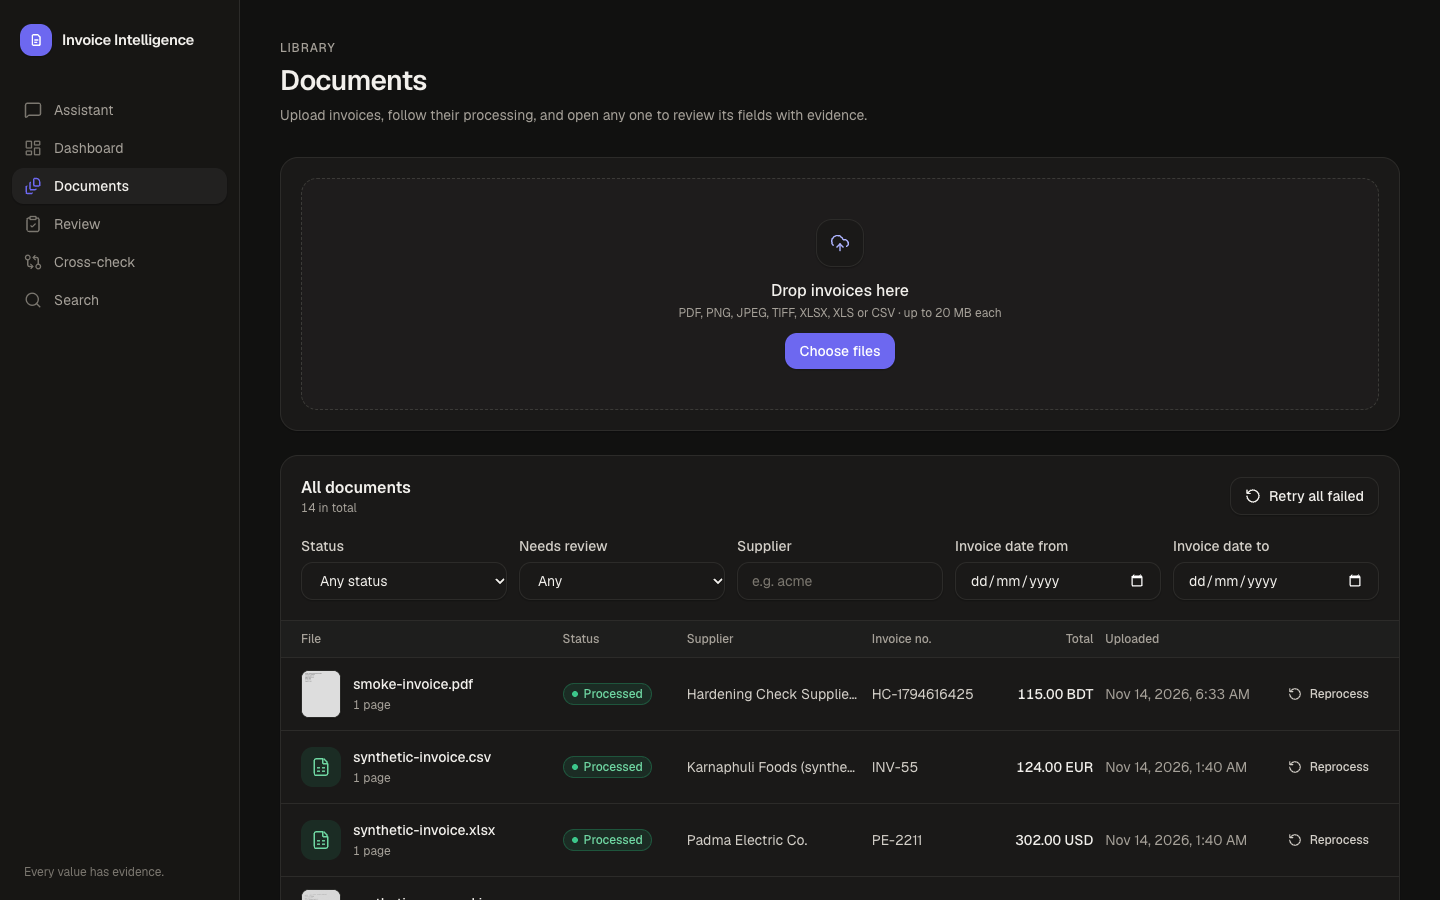 Invoice Intelligence
Assistant
Dashboard
Documents
Review
Cross-check
Search
Every value has evidence.
LIBRARY
Documents
Upload invoices, follow their processing, and open any one to review its fields with evidence.
Drop invoices here
PDF, PNG, JPEG, TIFF, XLSX, XLS or CSV · up to 20 MB each
Choose files
All documents
14 in total
Retry all failed
Status Needs review Supplier Invoice date from Invoice date to
Any status Any e.g. acme dd/mm/yyyy dd/mm/yyyy
File Status Supplier Invoice no. Total Uploaded
smoke-invoice.pdf
1 page
Processed Hardening Check Supplie… HC-1794616425 115.00 BDT Nov 14, 2026, 6:33 AM Reprocess
synthetic-invoice.csv
1 page
Processed Karnaphuli Foods (synthe… INV-55 124.00 EUR Nov 14, 2026, 1:40 AM Reprocess
synthetic-invoice.xlsx
1 page
Processed Padma Electric Co. PE-2211 302.00 USD Nov 14, 2026, 1:40 AM Reprocess